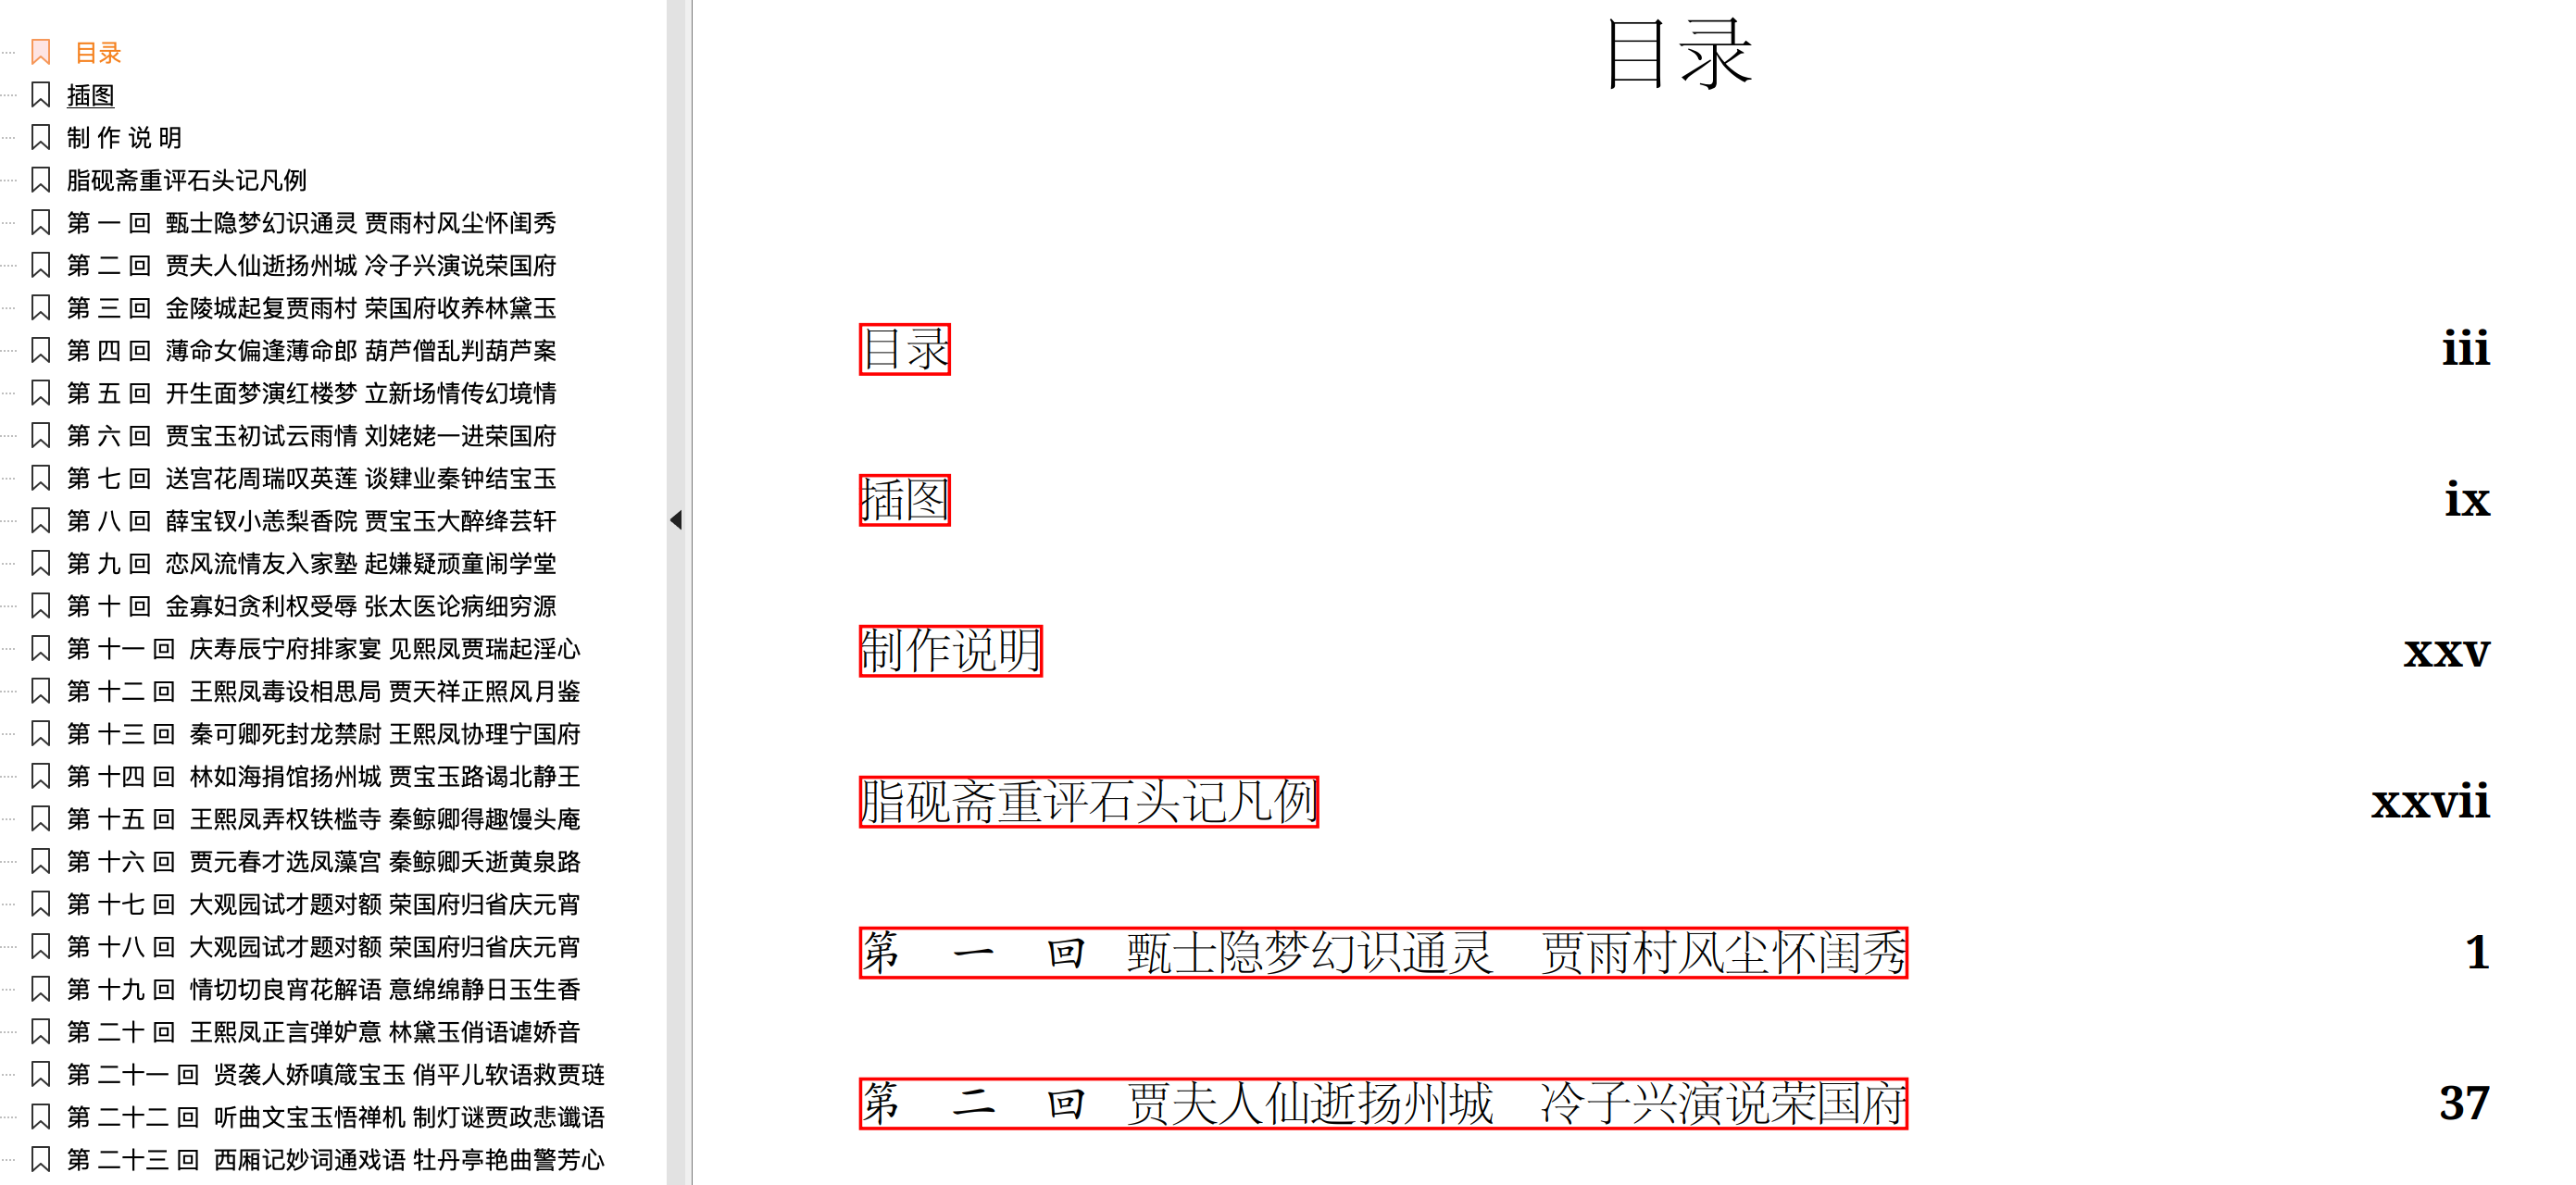 目录
插图
制 作 说 明
脂砚斋重评石头记凡例
第 一 回 甄士隐梦幻识通灵 贾雨村风尘怀闺秀
第 二 回 贾夫人仙逝扬州城 冷子兴演说荣国府
第 三 回 金陵城起复贾雨村 荣国府收养林黛玉
第 四 回 薄命女偏逢薄命郎 葫芦僧乱判葫芦案
第 五 回 开生面梦演红楼梦 立新场情传幻境情
第 六 回 贾宝玉初试云雨情 刘姥姥一进荣国府
第 七 回 送宫花周瑞叹英莲 谈肄业秦钟结宝玉
第 八 回 薛宝钗小恙梨香院 贾宝玉大醉绛芸轩
第 九 回 恋风流情友入家塾 起嫌疑顽童闹学堂
第 十 回 金寡妇贪利权受辱 张太医论病细穷源
第 十一 回 庆寿辰宁府排家宴 见熙凤贾瑞起淫心
第 十二 回 王熙凤毒设相思局 贾天祥正照风月鉴
第 十三 回 秦可卿死封龙禁尉 王熙凤协理宁国府
第 十四 回 林如海捐馆扬州城 贾宝玉路谒北静王
第 十五 回 王熙凤弄权铁槛寺 秦鲸卿得趣馒头庵
第 十六 回 贾元春才选凤藻宫 秦鲸卿夭逝黄泉路
第 十七 回 大观园试才题对额 荣国府归省庆元宵
第 十八 回 大观园试才题对额 荣国府归省庆元宵
第 十九 回 情切切良宵花解语 意绵绵静日玉生香
第 二十 回 王熙凤正言弹妒意 林黛玉俏语谑娇音
第 二十一 回 贤袭人娇嗔箴宝玉 俏平儿软语救贾琏
第 二十二 回 听曲文宝玉悟禅机 制灯谜贾政悲谶语
第 二十三 回 西厢记妙词通戏语 牡丹亭艳曲警芳心
目录
目录 iii
插图 ix
制作说明 xxv
脂砚斋重评石头记凡例 xxvii
第 一 回 甄士隐梦幻识通灵 贾雨村风尘怀闺秀 1
第 二 回 贾夫人仙逝扬州城 冷子兴演说荣国府 37